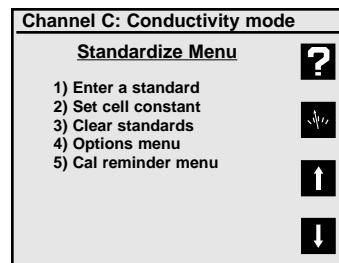 Channel C: Conductivity mode
Standardize Menu
?
1) Enter a standard
2) Set cell constant
3) Clear standards
4) Options menu
5) Cal reminder menu